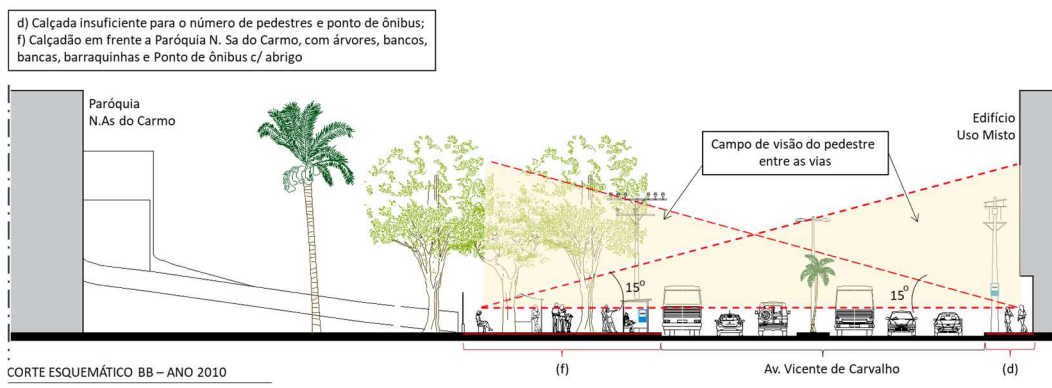 d) Calçada insuficiente para o número de pedestres e ponto de ônibus;
f) Calçadão em frente a Paróquia N. Sa do Carmo, com árvores, bancos,
bancas, barraquinhas e Ponto de ônibus c/ abrigo
Paróquia
N.As do Carmo
Edifício
Uso Misto
Campo de visão do pedestre
entre as vias
15°
15°
(f)
Av. Vicente de Carvalho
(d)
CORTE ESQUEMÁTICO BB – ANO 2010